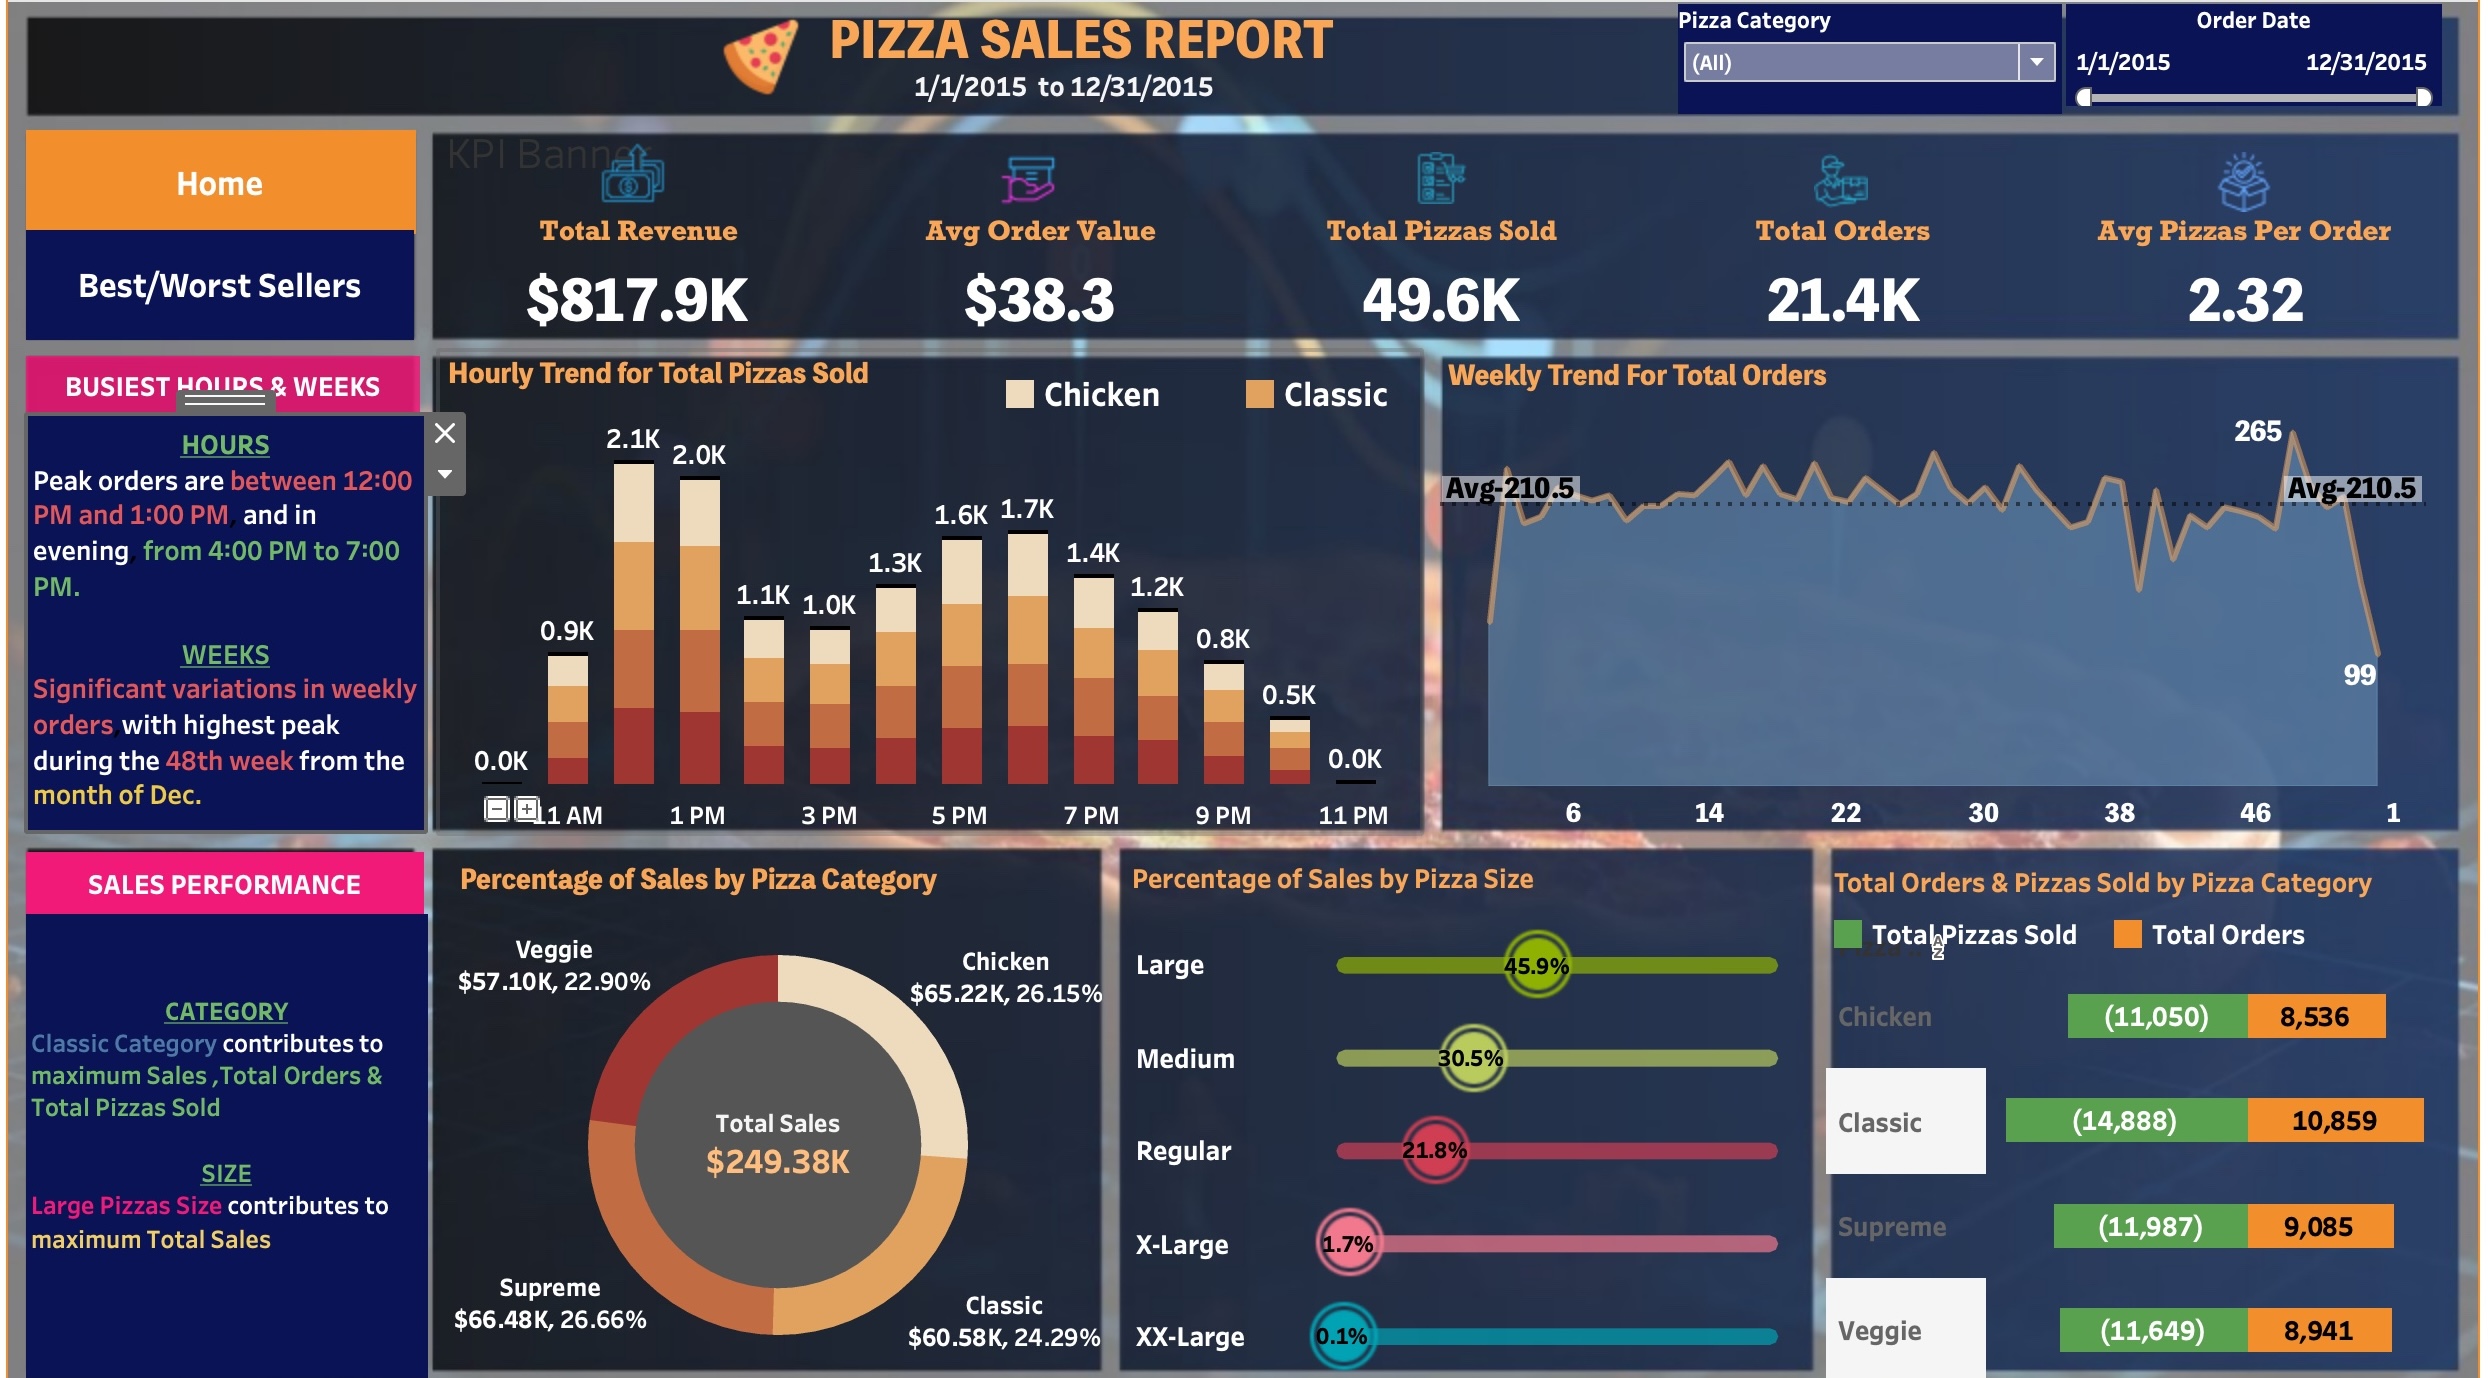 PIZZA SALES REPORT
1/1/2015 to 12/31/2015
Pizza Category
(All)
Order Date
1/1/2015 12/31/2015
Home
Best/Worst Sellers
KPI Banner
Total Revenue
$817.9K
Avg Order Value
$38.3
Total Pizzas Sold
49.6K
Total Orders
21.4K
Avg Pizzas Per Order
2.32
BUSIEST HOURS & WEEKS
HOURS
Peak orders are between 12:00
PM and 1:00 PM, and in
evening, from 4:00 PM to 7:00
PM.
WEEKS
Significant variations in weekly
orders,with highest peak
during the 48th week from the
month of Dec.
Hourly Trend for Total Pizzas Sold
Chicken Classic
0.0K
0.9K
2.1K
2.0K
1.1K
1.0K
1.3K
1.6K
1.7K
1.4K
1.2K
0.8K
0.5K
0.0K
11 AM 1 PM 3 PM 5 PM 7 PM 9 PM 11 PM
Weekly Trend For Total Orders
265
Avg-210.5 Avg-210.5
99
6 14 22 30 38 46 1
SALES PERFORMANCE
CATEGORY
Classic Category contributes to
maximum Sales ,Total Orders &
Total Pizzas Sold
SIZE
Large Pizzas Size contributes to
maximum Total Sales
Percentage of Sales by Pizza Category
Veggie
$57.10K, 22.90%
Chicken
$65.22K, 26.15%
Total Sales
$249.38K
Supreme
$66.48K, 26.66%
Classic
$60.58K, 24.29%
Percentage of Sales by Pizza Size
Large 45.9%
Medium 30.5%
Regular 21.8%
X-Large 1.7%
XX-Large 0.1%
Total Orders & Pizzas Sold by Pizza Category
Total Pizzas Sold Total Orders
Chicken (11,050) 8,536
Classic (14,888) 10,859
Supreme (11,987) 9,085
Veggie (11,649) 8,941